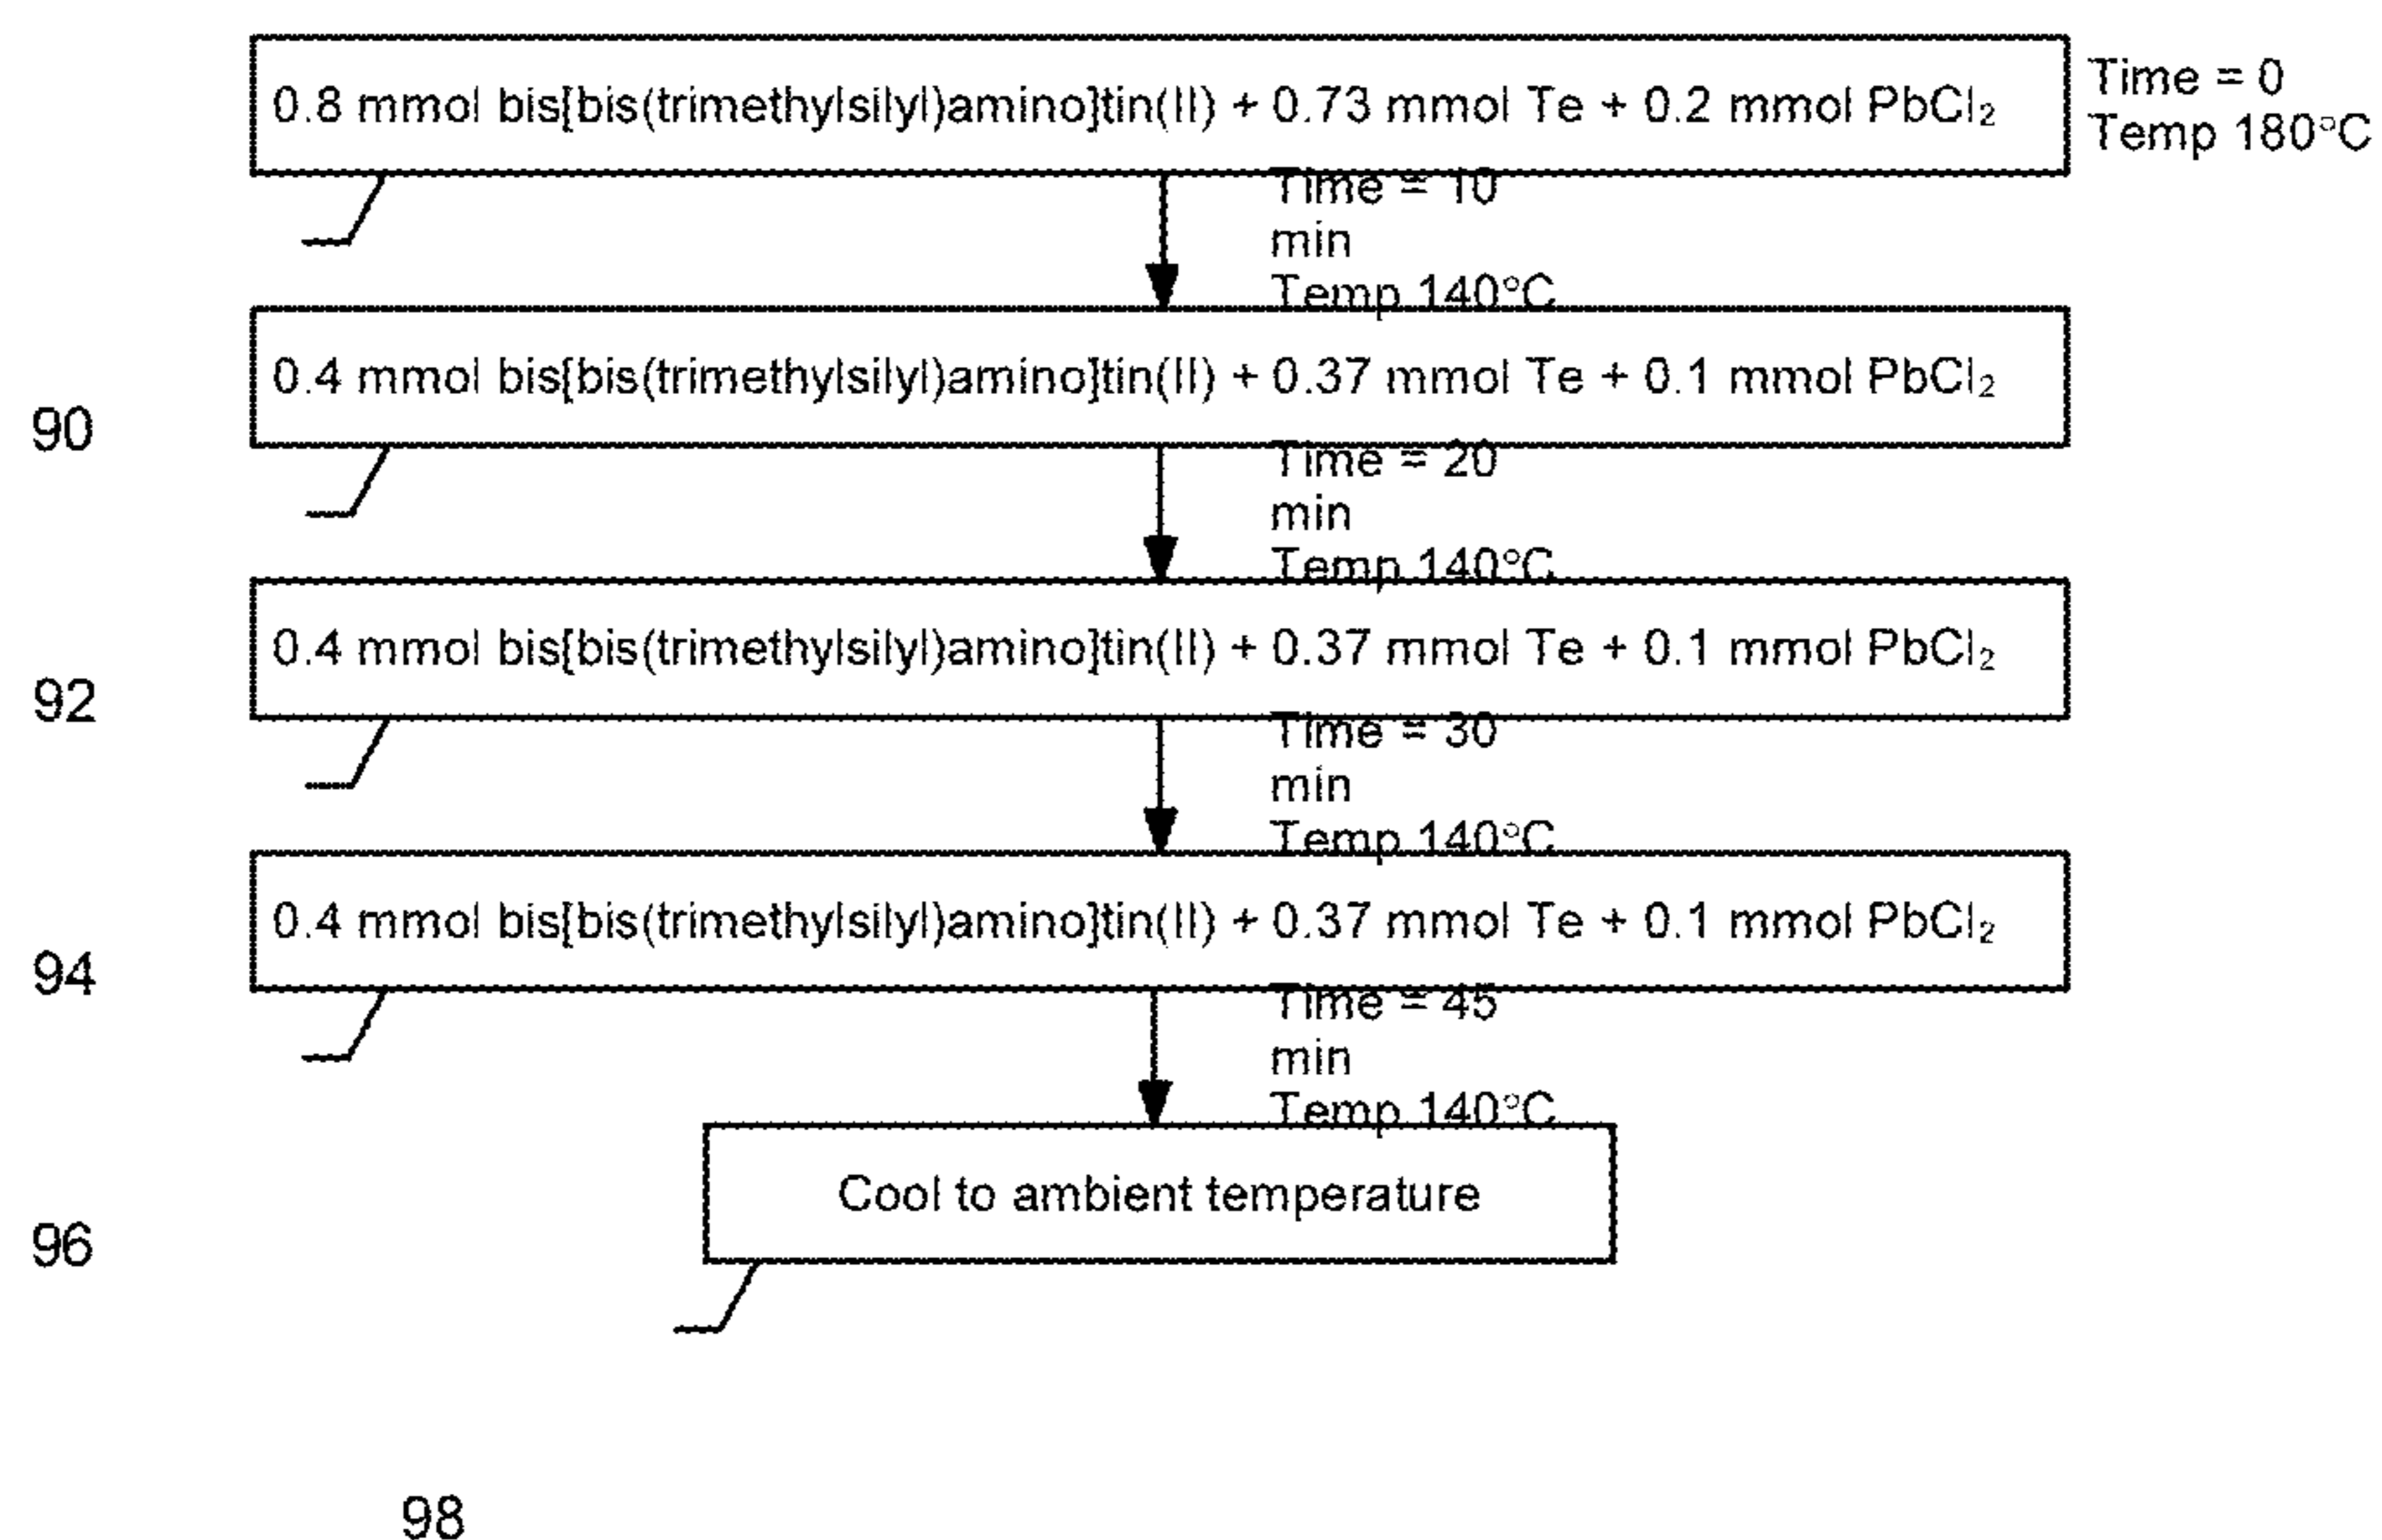 0.8 mmol bis[bis(trimethylsilyl)amino]tin(II) + 0.73 mmol Te + 0.2 mmol PbCl₂
Time = 0
Temp 180°C
Time = 10
min
Temp 140°C
0.4 mmol bis[bis(trimethylsilyl)amino]tin(II) + 0.37 mmol Te + 0.1 mmol PbCl₂
90
Time = 20
min
Temp 140°C
0.4 mmol bis[bis(trimethylsilyl)amino]tin(II) + 0.37 mmol Te + 0.1 mmol PbCl₂
92
Time = 30
min
Temp 140°C
0.4 mmol bis[bis(trimethylsilyl)amino]tin(II) + 0.37 mmol Te + 0.1 mmol PbCl₂
94
Time = 45
min
Temp 140°C
Cool to ambient temperature
96
98